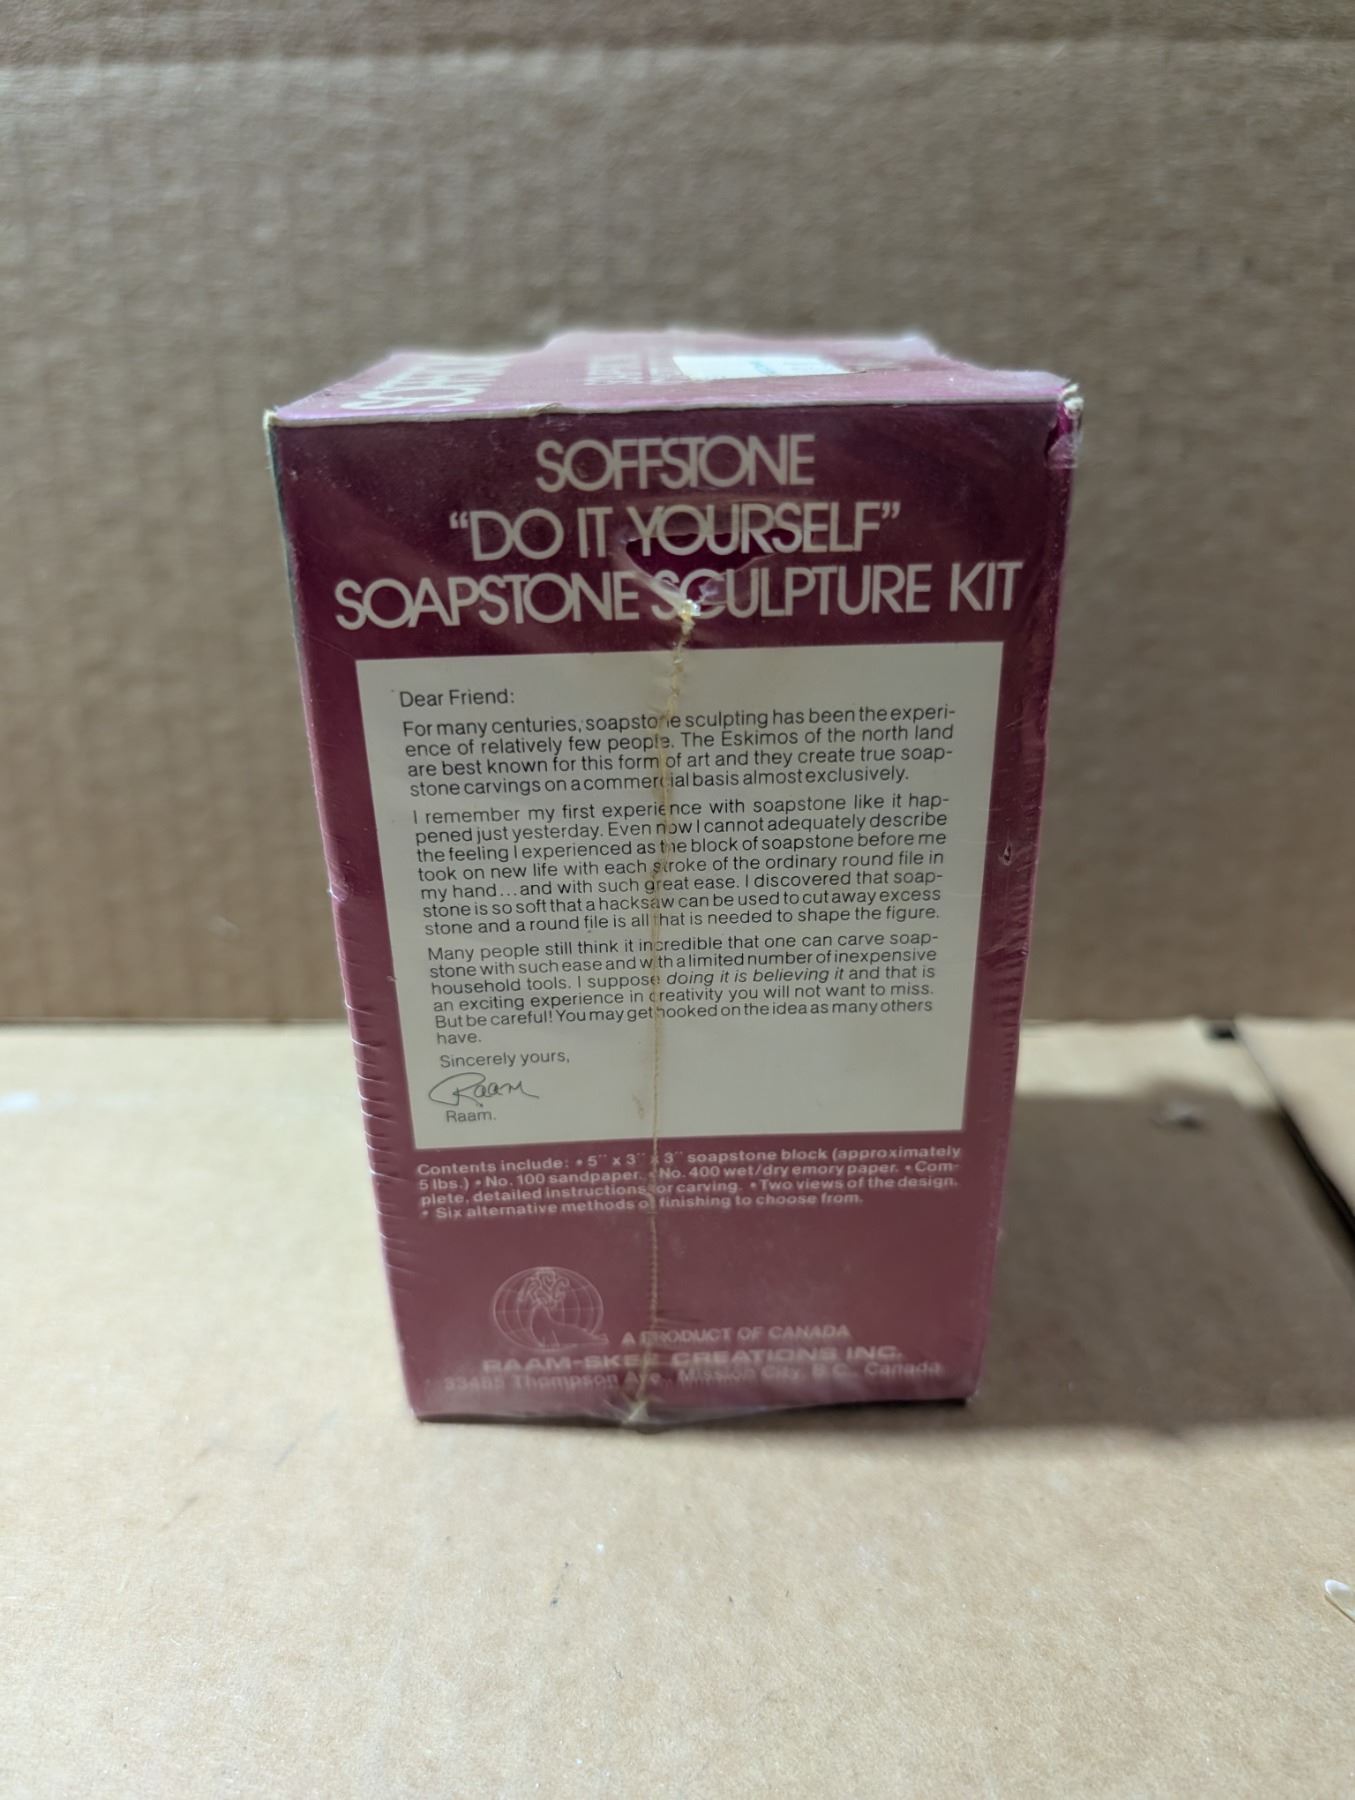 SOFFSTONE
“DO IT YOURSELF”
SOAPSTONE SCULPTURE KIT
Dear Friend:
For many centuries, soapstone sculpting has been the experi-
ence of relatively few people. The Eskimos of the north land
are best known for this form of art and they create true soap-
stone carvings on a commercial basis almost exclusively.
I remember my first experience with soapstone like it hap-
pened just yesterday. Even now I cannot adequately describe
the feeling I experienced as the block of soapstone before me
took on new life with each stroke of the ordinary round file in
my hand...and with such great ease. I discovered that soap-
stone is so soft that a hacksaw can be used to cut away excess
stone and a round file is all that is needed to shape the figure.
Many people still think it incredible that one can carve soap-
stone with such ease and with a limited number of inexpensive
household tools. I suppose doing it is believing it and that is
an exciting experience in creativity you will not want to miss.
But be careful! You may get hooked on the idea as many others
have.
Sincerely yours,
Raam
Raam.
Contents include: • 5" x 3" x 3" soapstone block (approximately
5 lbs.) • No. 100 sandpaper. • No. 400 wet/dry emory paper. • Com-
plete, detailed instructions for carving. • Two views of the design.
• Six alternative methods of finishing to choose from.
A PRODUCT OF CANADA
RAAM-SKEE CREATIONS INC.
33485 Thompson Ave., Mission City, B.C., Canada